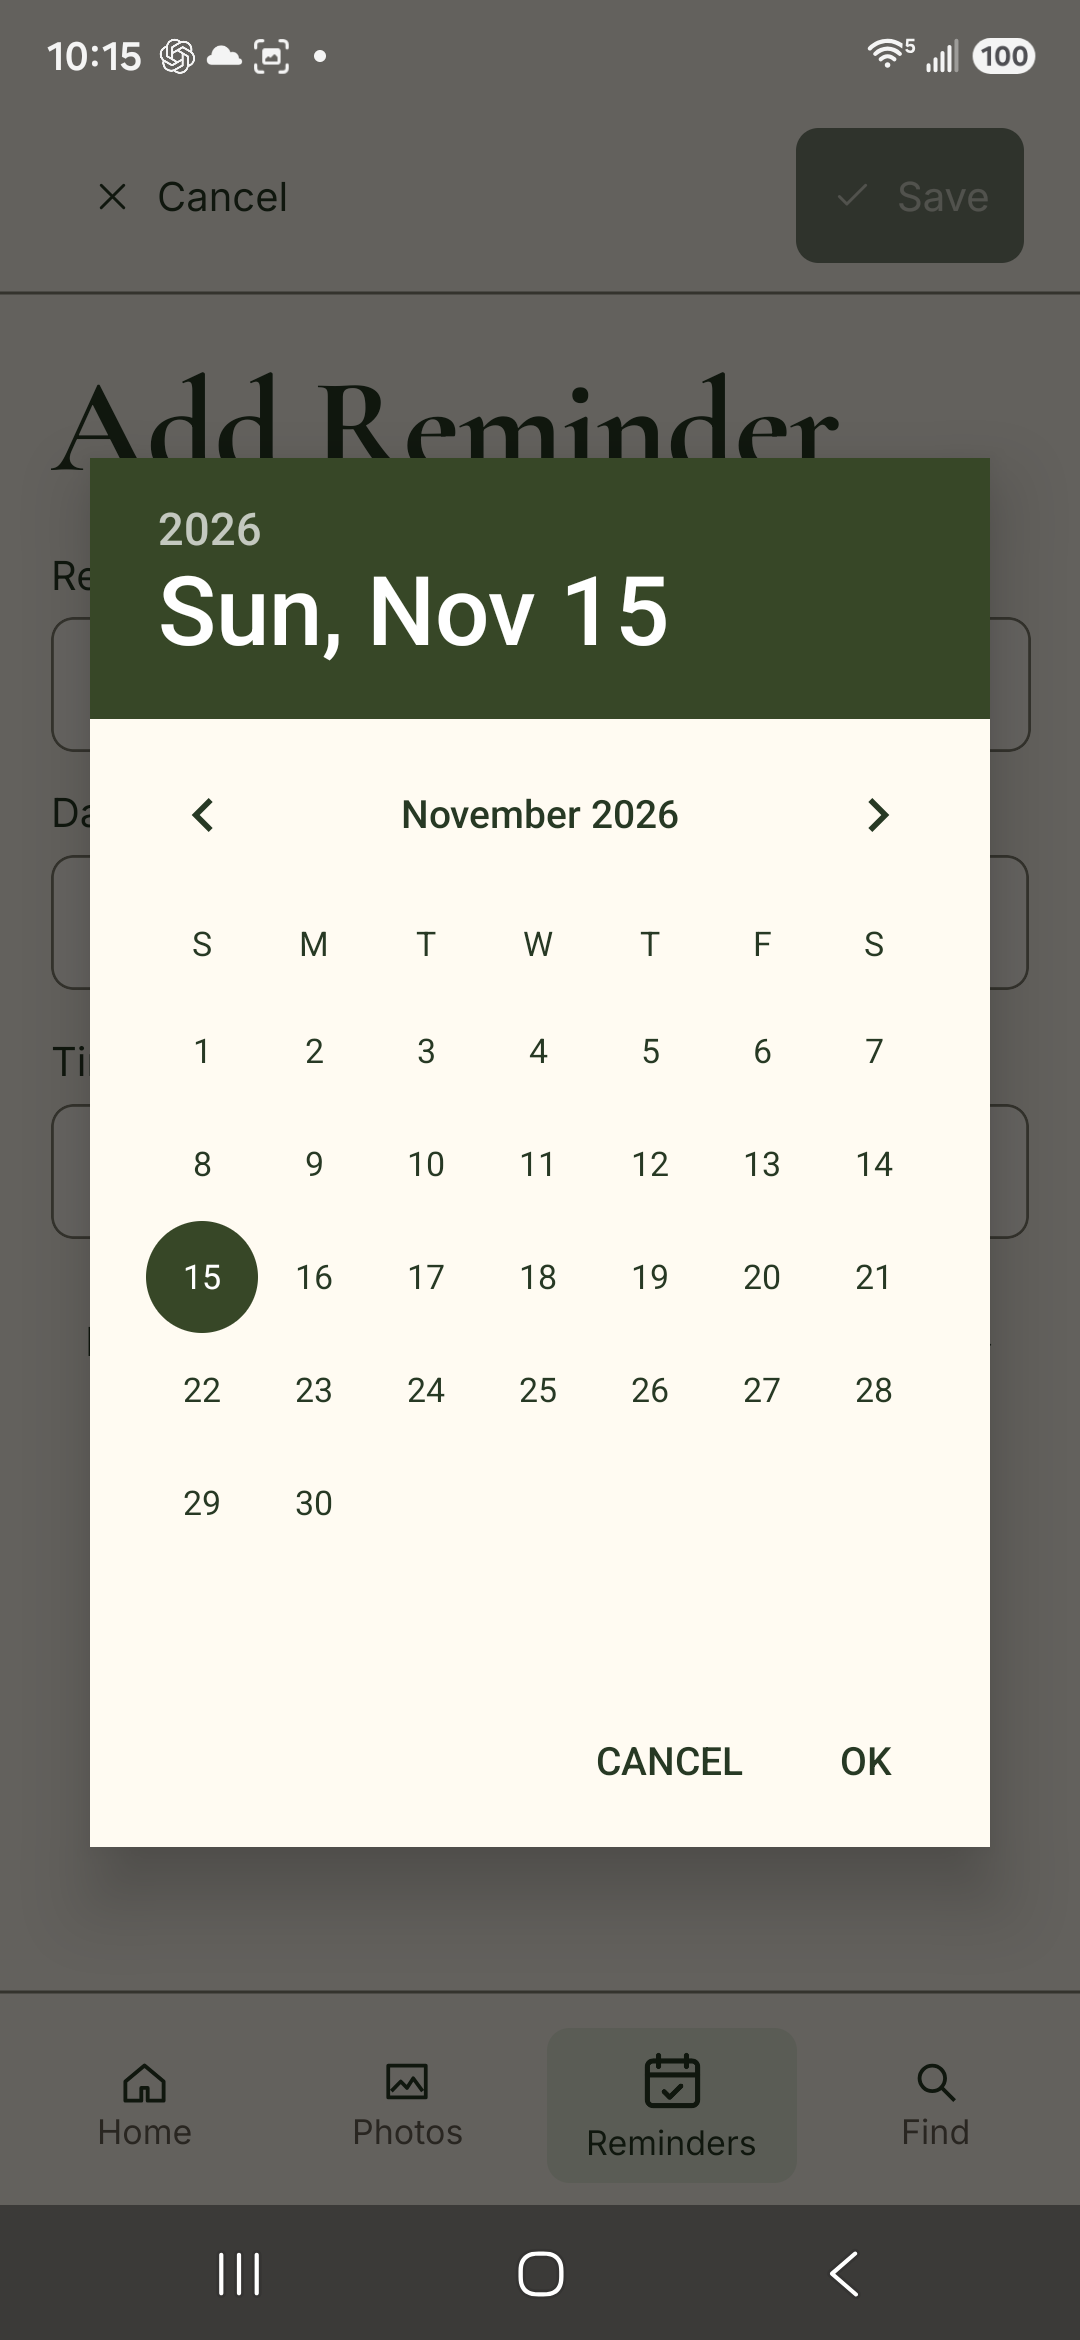 10:15 5 100
Cancel Save
Add Reminder
2026
Sun, Nov 15
November 2026
S M T W T F S
1 2 3 4 5 6 7
8 9 10 11 12 13 14
15 16 17 18 19 20 21
22 23 24 25 26 27 28
29 30
CANCEL OK
Home Photos Reminders Find